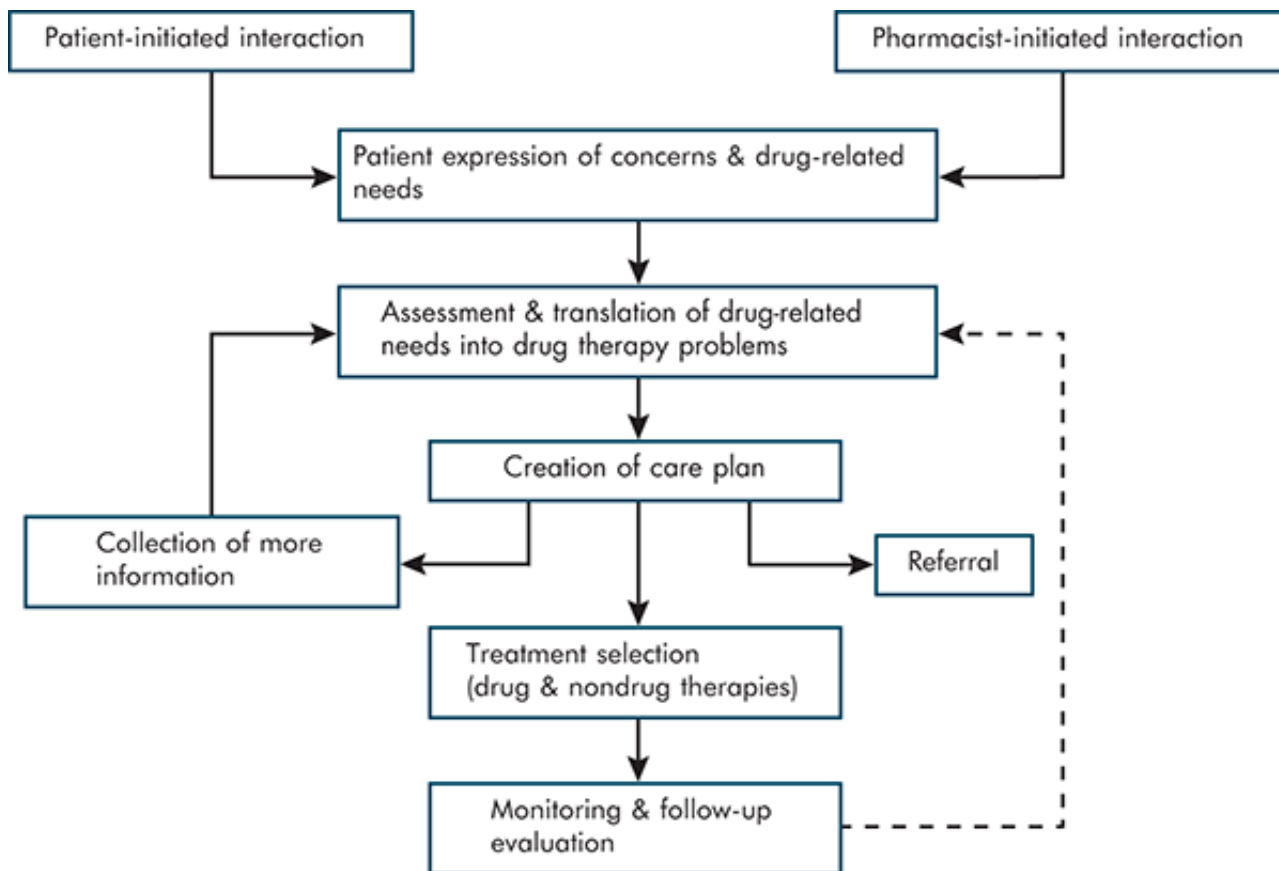 Patient-initiated interaction
Pharmacist-initiated interaction
Patient expression of concerns & drug-related
needs
Assessment & translation of drug-related
needs into drug therapy problems
Creation of care plan
Collection of more
information
Referral
Treatment selection
(drug & nondrug therapies)
Monitoring & follow-up
evaluation